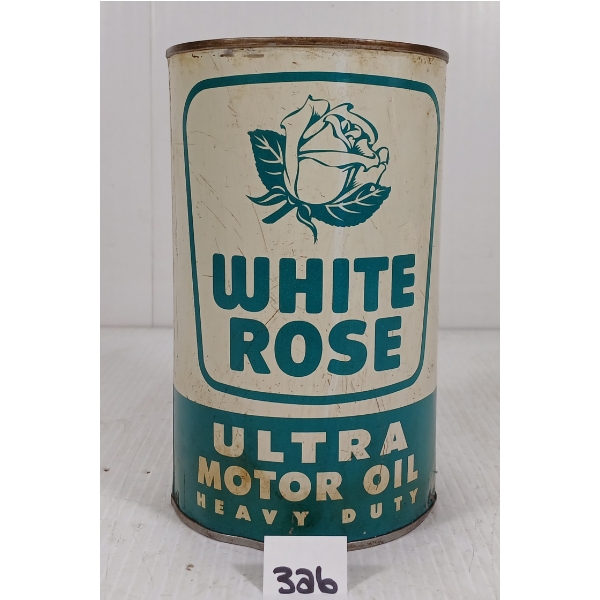 WHITE
ROSE
ULTRA
MOTOR OIL
HEAVY DUTY
326